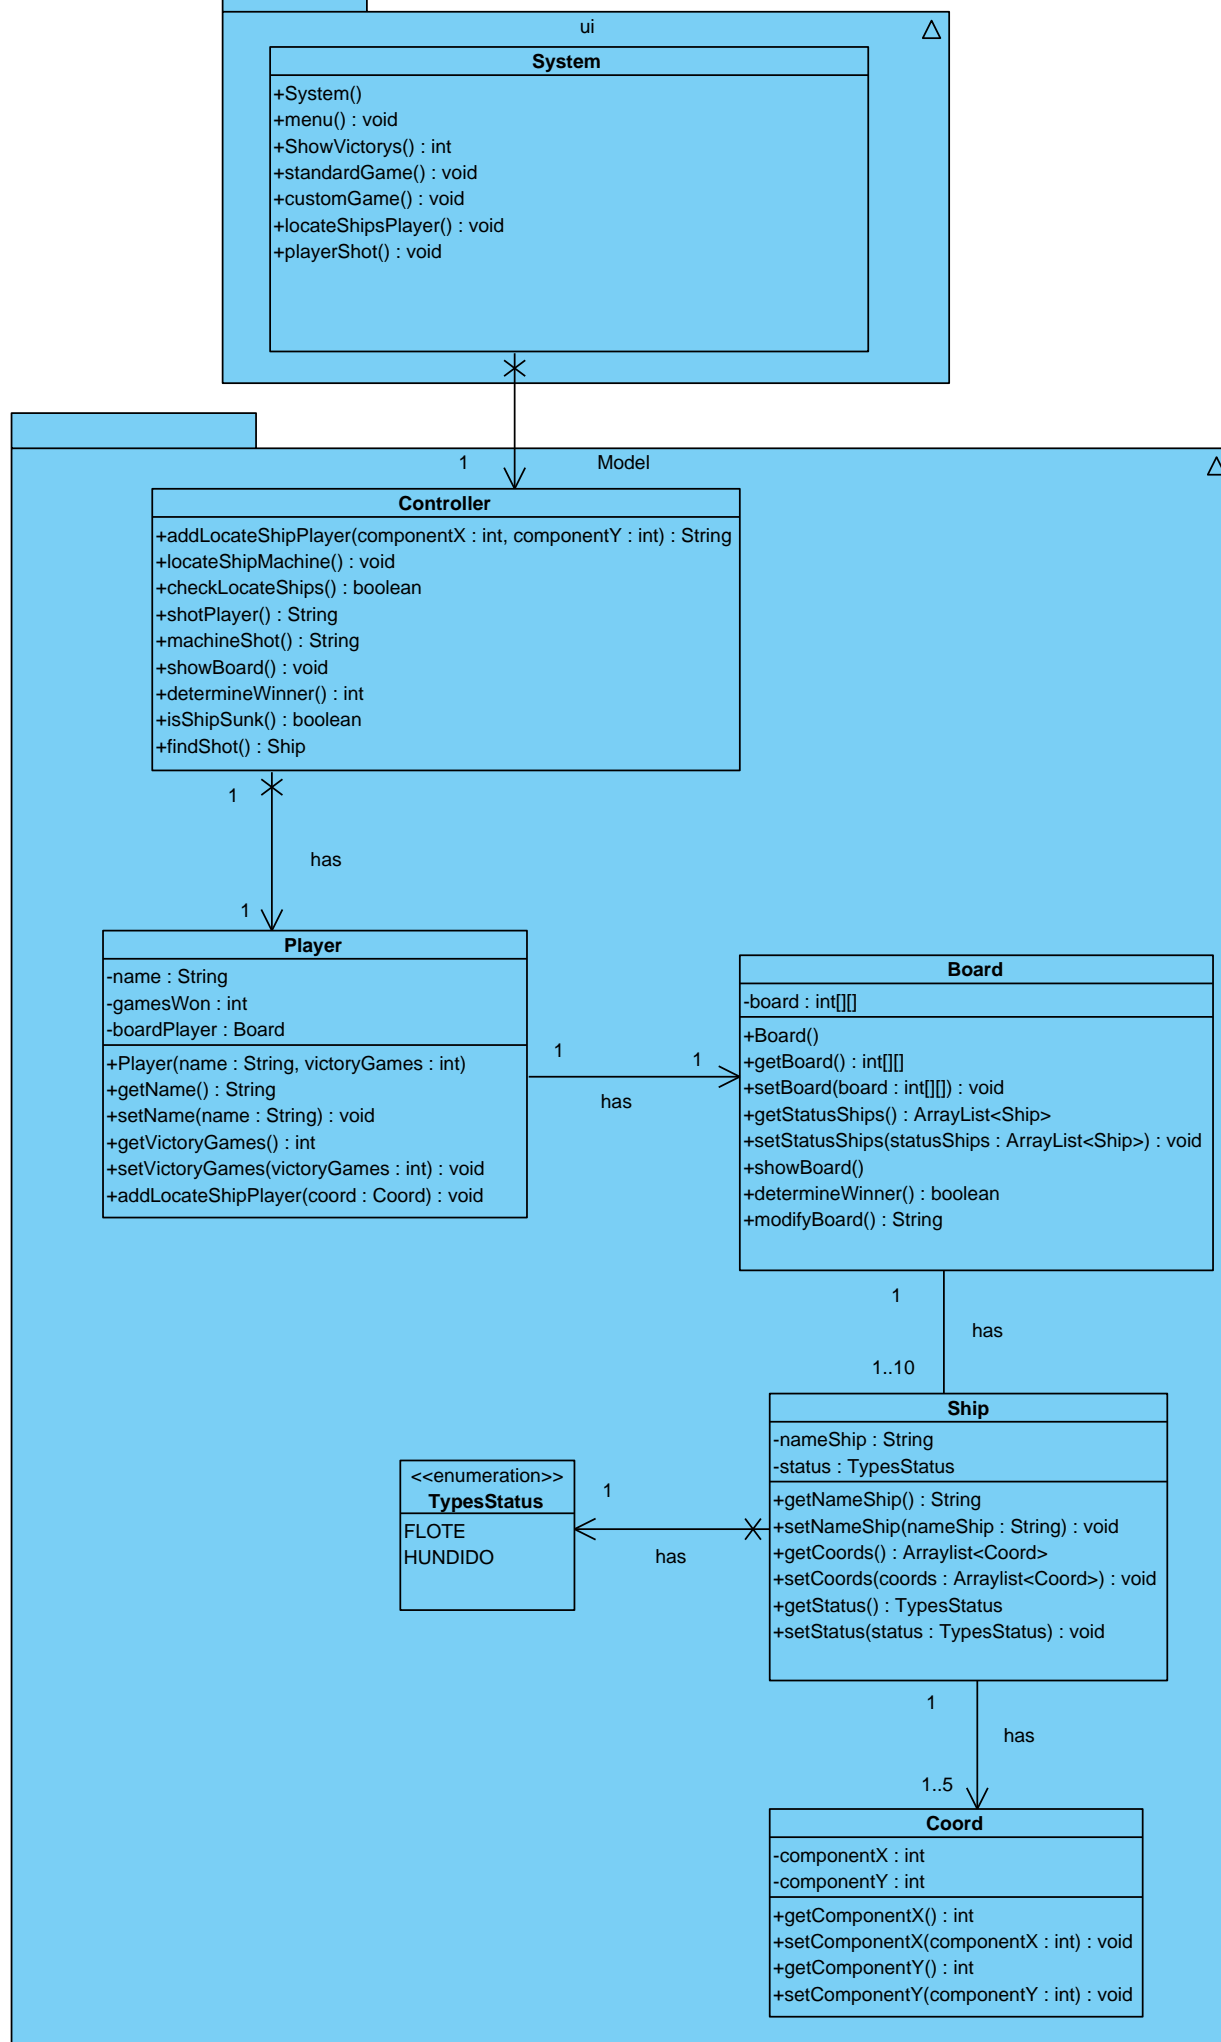 ui
System
+System()
+menu() : void
+ShowVictorys() : int
+standardGame() : void
+customGame() : void
+locateShipsPlayer() : void
+playerShot() : void
1
Model
Controller
+addLocateShipPlayer(componentX : int, componentY : int) : String
+locateShipMachine() : void
+checkLocateShips() : boolean
+shotPlayer() : String
+machineShot() : String
+showBoard() : void
+determineWinner() : int
+isShipSunk() : boolean
+findShot() : Ship
1
has
1
Player
-name : String
-gamesWon : int
-boardPlayer : Board
+Player(name : String, victoryGames : int)
+getName() : String
+setName(name : String) : void
+getVictoryGames() : int
+setVictoryGames(victoryGames : int) : void
+addLocateShipPlayer(coord : Coord) : void
1
1
has
Board
-board : int[][]
+Board()
+getBoard() : int[][]
+setBoard(board : int[][]) : void
+getStatusShips() : ArrayList<Ship>
+setStatusShips(statusShips : ArrayList<Ship>) : void
+showBoard()
+determineWinner() : boolean
+modifyBoard() : String
1
has
1..10
Ship
-nameShip : String
-status : TypesStatus
+getNameShip() : String
+setNameShip(nameShip : String) : void
+getCoords() : Arraylist<Coord>
+setCoords(coords : Arraylist<Coord>) : void
+getStatus() : TypesStatus
+setStatus(status : TypesStatus) : void
<<enumeration>>
TypesStatus
FLOTE
HUNDIDO
1
has
1
has
1..5
Coord
-componentX : int
-componentY : int
+getComponentX() : int
+setComponentX(componentX : int) : void
+getComponentY() : int
+setComponentY(componentY : int) : void